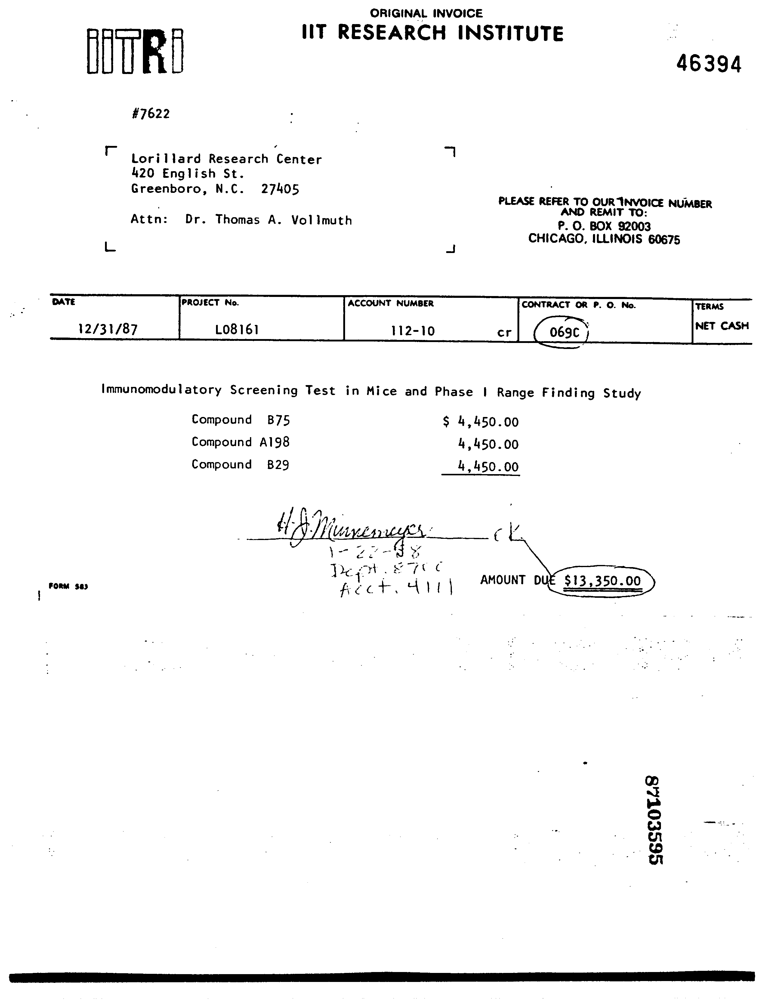 ORIGINAL INVOICE
IITRI
IIT RESEARCH INSTITUTE
46394
#7622
Lorillard Research Center
420 English St.
Greenboro, N.C. 27405
Attn: Dr. Thomas A. Vollmuth
PLEASE REFER TO OUR INVOICE NUMBER
AND REMIT TO:
P. O. BOX 92003
CHICAGO, ILLINOIS 60675
DATE PROJECT No. ACCOUNT NUMBER CONTRACT OR P. O. No. TERMS
12/31/87 L08161 112-10 cr 069C NET CASH
Immunomodulatory Screening Test in Mice and Phase I Range Finding Study
Compound B75 $ 4,450.00
Compound A198 4,450.00
Compound B29 4,450.00
H.J. Minnemeyer ck
1-22-88
Dept. 8700
Acct. 4111
AMOUNT DUE $13,350.00
FORM 583
87103595